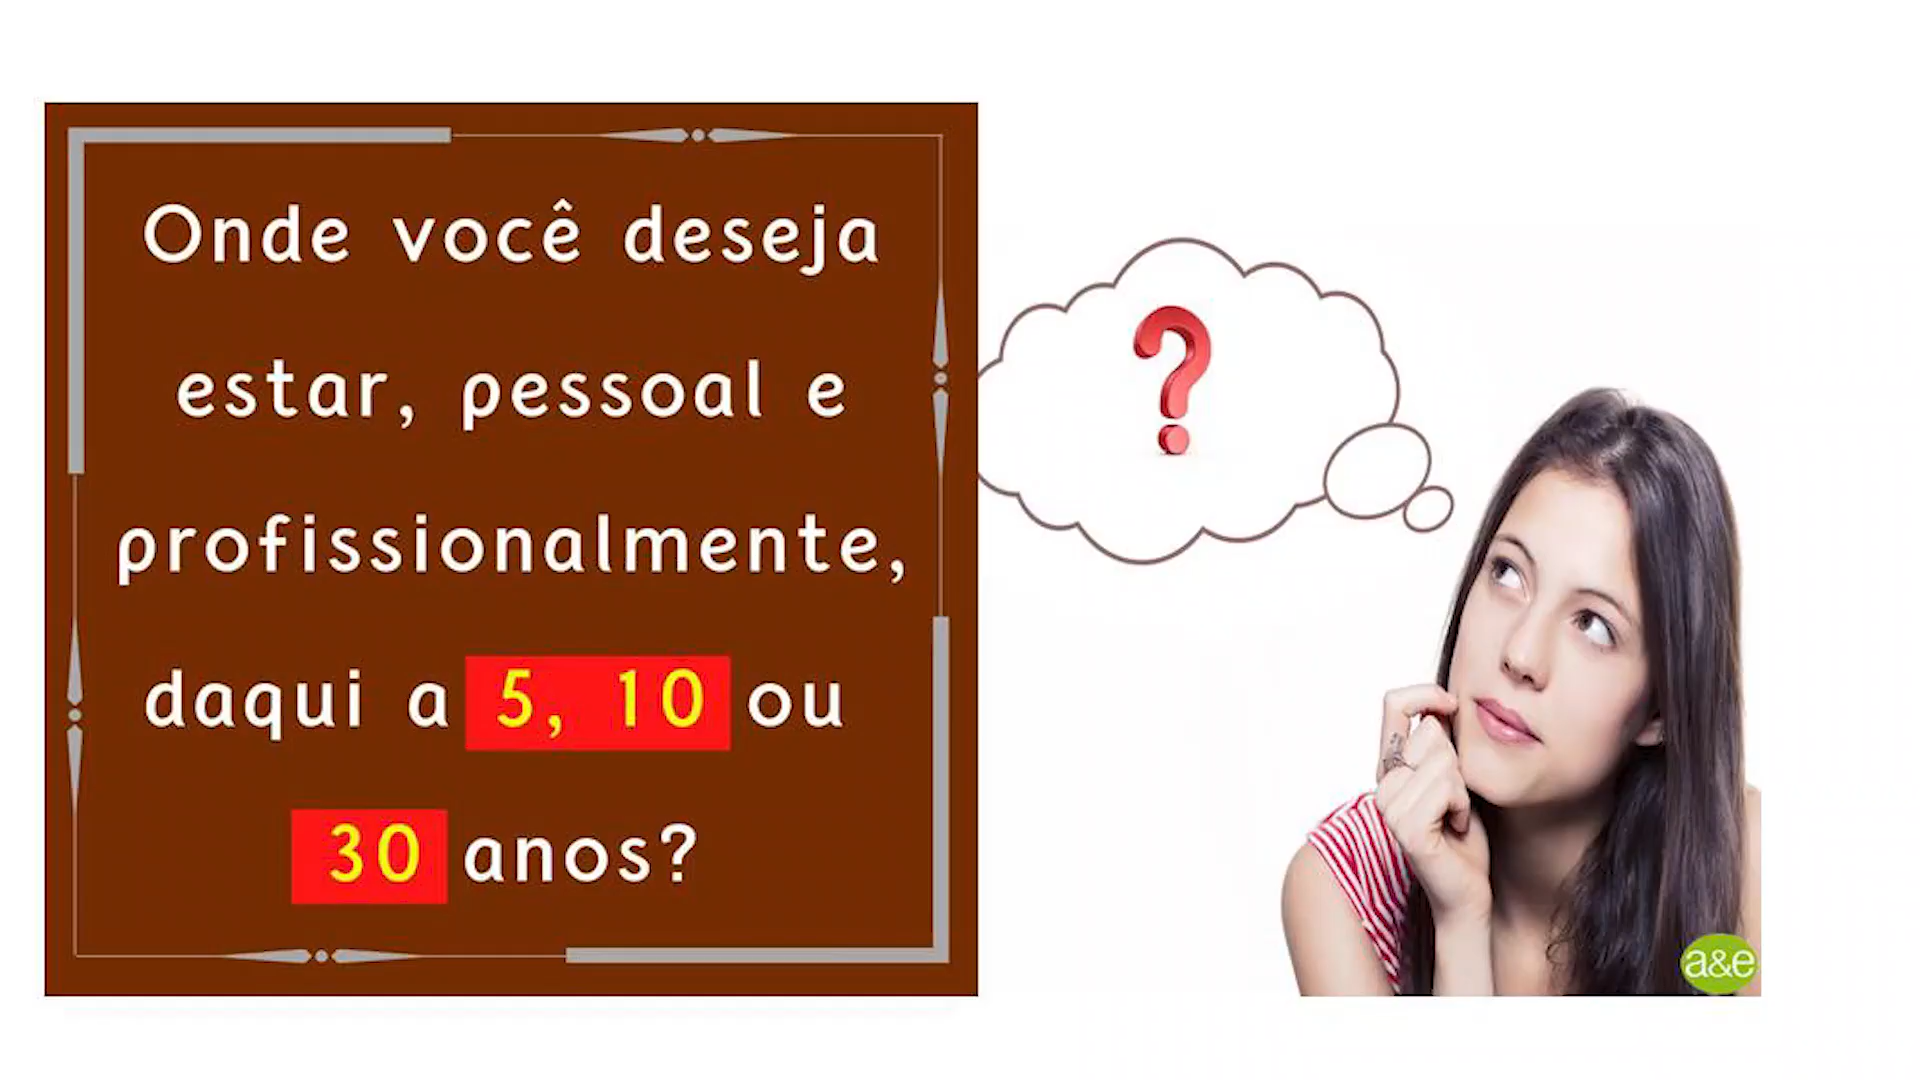 Onde você deseja
estar, pessoal e
profissionalmente,
daqui a 5, 10 ou
30 anos?
?
a&e